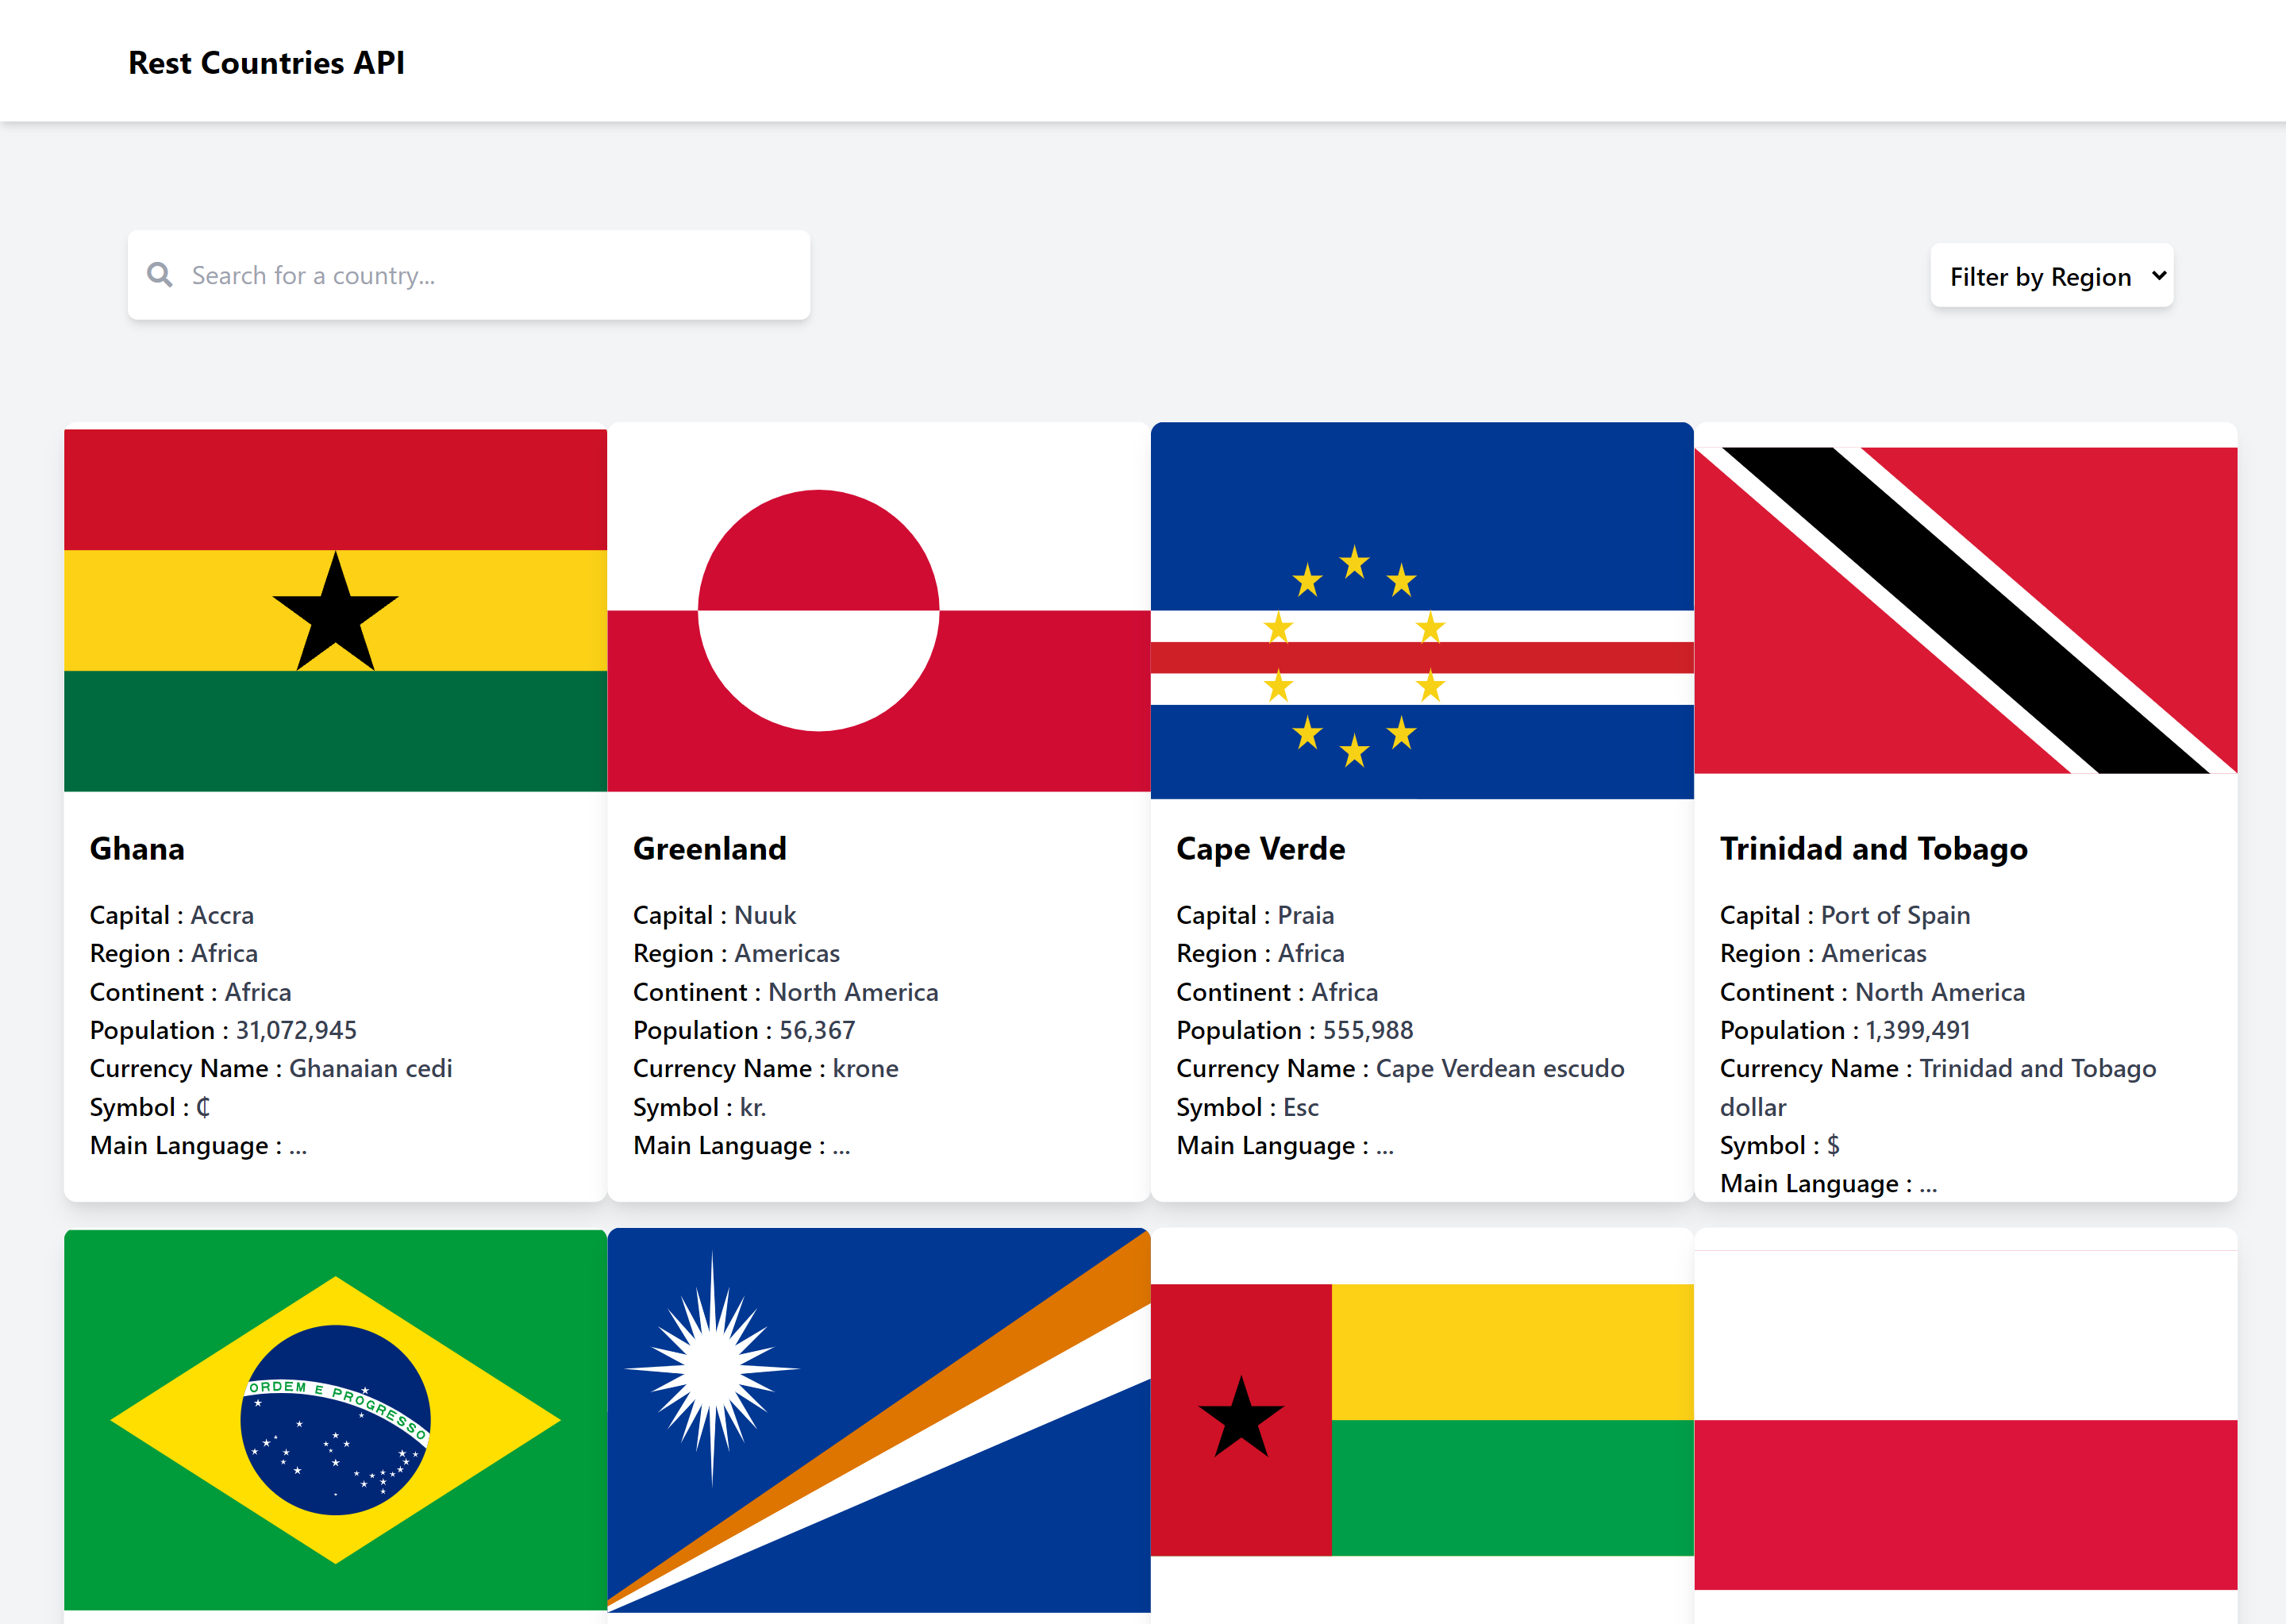 Rest Countries API
Search for a country...
Filter by Region
Ghana
Capital : Accra
Region : Africa
Continent : Africa
Population : 31,072,945
Currency Name : Ghanaian cedi
Symbol : ₵
Main Language : ...
Greenland
Capital : Nuuk
Region : Americas
Continent : North America
Population : 56,367
Currency Name : krone
Symbol : kr.
Main Language : ...
Cape Verde
Capital : Praia
Region : Africa
Continent : Africa
Population : 555,988
Currency Name : Cape Verdean escudo
Symbol : Esc
Main Language : ...
Trinidad and Tobago
Capital : Port of Spain
Region : Americas
Continent : North America
Population : 1,399,491
Currency Name : Trinidad and Tobago
dollar
Symbol : $
Main Language : ...
ORDEM E PROGRESSO